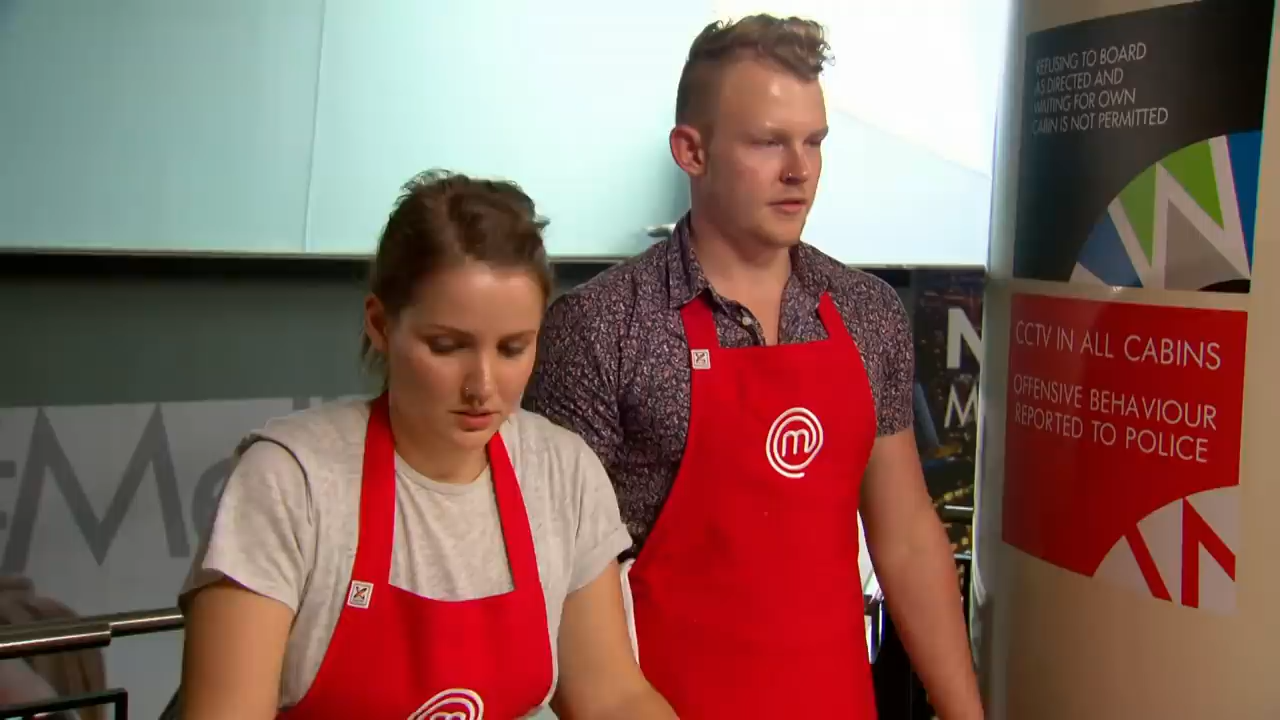 REFUSING TO BOARD
AS DIRECTED AND
WAITING FOR OWN
CABIN IS NOT PERMITTED
CCTV IN ALL CABINS
OFFENSIVE BEHAVIOUR
REPORTED TO POLICE
m
m